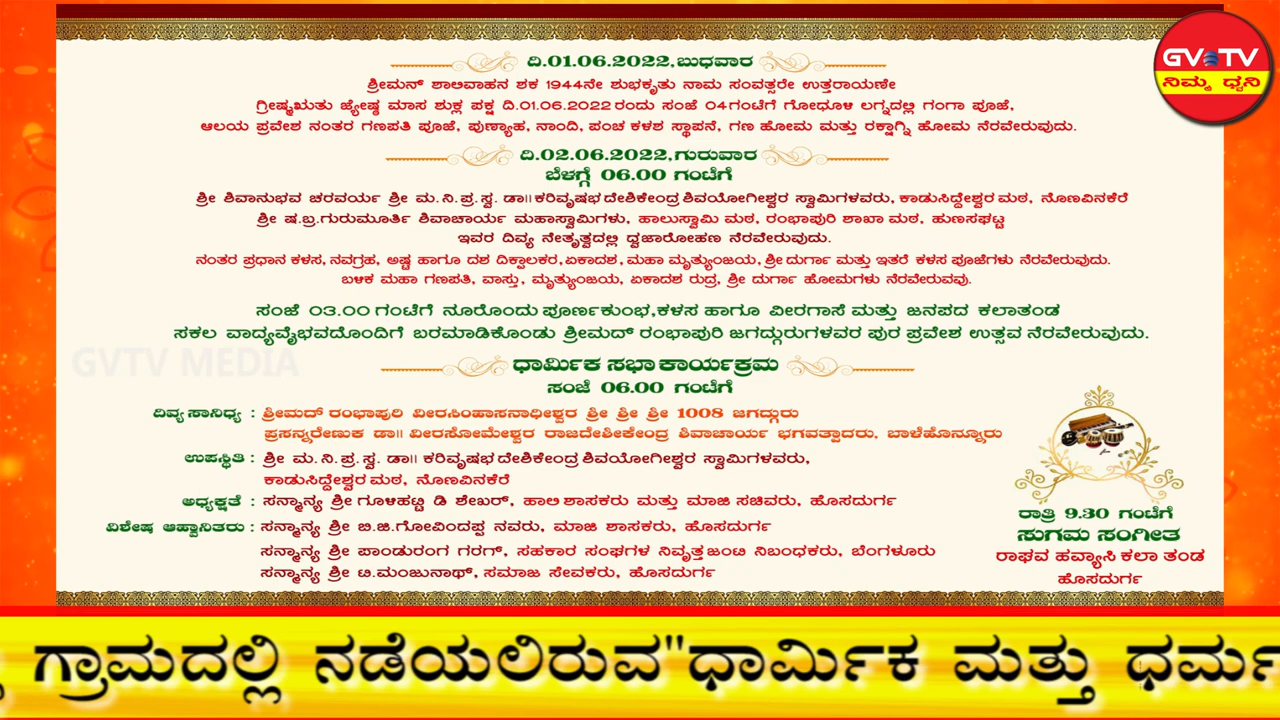 GV TV
ನಿಮ್ಮ ಧ್ವನಿ
ದಿ.01.06.2022,ಬುಧವಾರ
ಶ್ರೀಮನ್ ಶಾಲಿವಾಹನ ಶಕ 1944ನೇ ಶುಭಕೃತು ನಾಮ ಸಂವತ್ಸರೇ ಉತ್ತರಾಯಣೇ
ಗ್ರೀಷ್ಮಋತು ಜ್ಯೇಷ್ಠ ಮಾಸ ಶುಕ್ಲ ಪಕ್ಷ ದಿ.01.06.2022ರಂದು ಸಂಜೆ 04ಗಂಟೆಗೆ ಗೋಧೂಳಿ ಲಗ್ನದಲ್ಲಿ ಗಂಗಾ ಪೂಜೆ,
ಆಲಯ ಪ್ರವೇಶ ನಂತರ ಗಣಪತಿ ಪೂಜೆ, ಪುಣ್ಯಾಹ, ನಾಂದಿ, ಪಂಚ ಕಳಶ ಸ್ಥಾಪನೆ, ಗಣ ಹೋಮ ಮತ್ತು ರಕ್ಷಾಗ್ನಿ ಹೋಮ ನೆರವೇರುವುದು.
ದಿ.02.06.2022,ಗುರುವಾರ
ಬೆಳಗ್ಗೆ 06.00 ಗಂಟೆಗೆ
ಶ್ರೀ ಶಿವಾನುಭವ ಚರವರ್ಯ ಶ್ರೀ ಮ.ನಿ.ಪ್ರ.ಸ್ವ. ಡಾ।।ಕರಿವೃಷಭ ದೇಶಿಕೇಂದ್ರ ಶಿವಯೋಗೀಶ್ವರ ಸ್ವಾಮಿಗಳವರು, ಕಾಡುಸಿದ್ದೇಶ್ವರ ಮಠ, ನೊಣವಿನಕೆರೆ
ಶ್ರೀ ಷ.ಬ್ರ.ಗುರುಮೂರ್ತಿ ಶಿವಾಚಾರ್ಯ ಮಹಾಸ್ವಾಮಿಗಳು, ಹಾಲುಸ್ವಾಮಿ ಮಠ, ರಂಭಾಪುರಿ ಶಾಖಾ ಮಠ, ಹುಣಸಘಟ್ಟ
ಇವರ ದಿವ್ಯ ನೇತೃತ್ವದಲ್ಲಿ ಧ್ವಜಾರೋಹಣ ನೆರವೇರುವುದು.
ನಂತರ ಪ್ರಧಾನ ಕಳಸ, ನವಗ್ರಹ, ಅಷ್ಟ ಹಾಗೂ ದಶ ದಿಕ್ಪಾಲಕರ, ಏಕಾದಶ, ಮಹಾ ಮೃತ್ಯುಂಜಯ, ಶ್ರೀ ದುರ್ಗಾ ಮತ್ತು ಇತರೆ ಕಳಸ ಪೂಜೆಗಳು ನೆರವೇರುವುದು.
ಬಳಿಕ ಮಹಾ ಗಣಪತಿ, ವಾಸ್ತು, ಮೃತ್ಯುಂಜಯ, ಏಕಾದಶ ರುದ್ರ, ಶ್ರೀ ದುರ್ಗಾ ಹೋಮಗಳು ನೆರವೇರುವವು.
ಸಂಜೆ 03.00 ಗಂಟೆಗೆ ನೂರೊಂದು ಪೂರ್ಣಕುಂಭ,ಕಳಸ ಹಾಗೂ ವೀರಗಾಸೆ ಮತ್ತು ಜನಪದ ಕಲಾತಂಡ
ಸಕಲ ವಾದ್ಯವೈಭವದೊಂದಿಗೆ ಬರಮಾಡಿಕೊಂಡು ಶ್ರೀಮದ್ ರಂಭಾಪುರಿ ಜಗದ್ಗುರುಗಳವರ ಪುರ ಪ್ರವೇಶ ಉತ್ಸವ ನೆರವೇರುವುದು.
GVTV MEDIA
ಧಾರ್ಮಿಕ ಸಭಾ ಕಾರ್ಯಕ್ರಮ
ಸಂಜೆ 06.00 ಗಂಟೆಗೆ
ದಿವ್ಯ ಸಾನಿಧ್ಯ : ಶ್ರೀಮದ್ ರಂಭಾಪುರಿ ವೀರಸಿಂಹಾಸನಾಧೀಶ್ವರ ಶ್ರೀ ಶ್ರೀ ಶ್ರೀ 1008 ಜಗದ್ಗುರು
ಪ್ರಸನ್ನರೇಣುಕ ಡಾ।। ವೀರಸೋಮೇಶ್ವರ ರಾಜದೇಶೀಕೇಂದ್ರ ಶಿವಾಚಾರ್ಯ ಭಗವತ್ಪಾದರು, ಬಾಳೆಹೊನ್ನೂರು
ಉಪಸ್ಥಿತಿ : ಶ್ರೀ ಮ.ನಿ.ಪ್ರ.ಸ್ವ. ಡಾ।। ಕರಿವೃಷಭ ದೇಶಿಕೇಂದ್ರ ಶಿವಯೋಗೀಶ್ವರ ಸ್ವಾಮಿಗಳವರು,
ಕಾಡುಸಿದ್ದೇಶ್ವರ ಮಠ, ನೊಣವಿನಕೆರೆ
ಅಧ್ಯಕ್ಷತೆ : ಸನ್ಮಾನ್ಯ ಶ್ರೀ ಗೂಳಿಹಟ್ಟಿ ಡಿ ಶೇಖರ್, ಹಾಲಿ ಶಾಸಕರು ಮತ್ತು ಮಾಜಿ ಸಚಿವರು, ಹೊಸದುರ್ಗ
ವಿಶೇಷ ಆಹ್ವಾನಿತರು : ಸನ್ಮಾನ್ಯ ಶ್ರೀ ಬಿ.ಜಿ.ಗೋವಿಂದಪ್ಪ ನವರು, ಮಾಜಿ ಶಾಸಕರು, ಹೊಸದುರ್ಗ
ಸನ್ಮಾನ್ಯ ಶ್ರೀ ಪಾಂಡುರಂಗ ಗರಗ್, ಸಹಕಾರ ಸಂಘಗಳ ನಿವೃತ್ತ ಜಂಟಿ ನಿಬಂಧಕರು, ಬೆಂಗಳೂರು
ಸನ್ಮಾನ್ಯ ಶ್ರೀ ಟಿ.ಮಂಜುನಾಥ್, ಸಮಾಜ ಸೇವಕರು, ಹೊಸದುರ್ಗ
ರಾತ್ರಿ 9.30 ಗಂಟೆಗೆ
ಸುಗಮ ಸಂಗೀತ
ರಾಘವ ಹವ್ಯಾಸಿ ಕಲಾ ತಂಡ
ಹೊಸದುರ್ಗ
ಗ್ರಾಮದಲ್ಲಿ ನಡೆಯಲಿರುವ"ಧಾರ್ಮಿಕ ಮತ್ತು ಧರ್ಮ